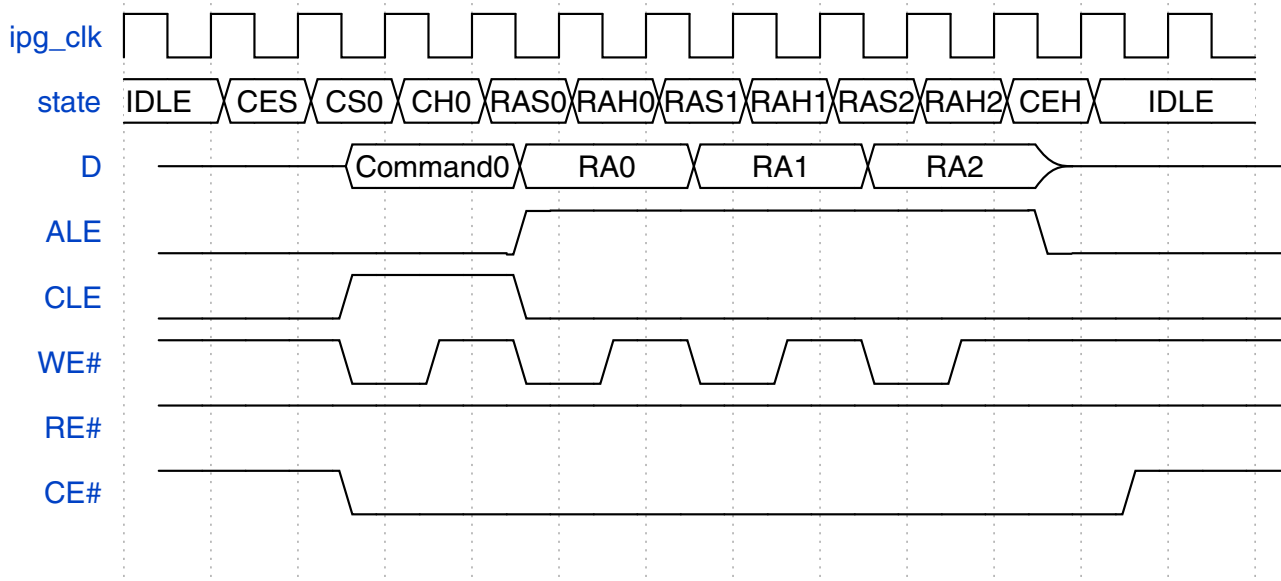 ipg_clk
state IDLE CES CS0 CH0 RAS0 RAH0 RAS1 RAH1 RAS2 RAH2 CEH IDLE
D Command0 RA0 RA1 RA2
ALE
CLE
WE#
RE#
CE#